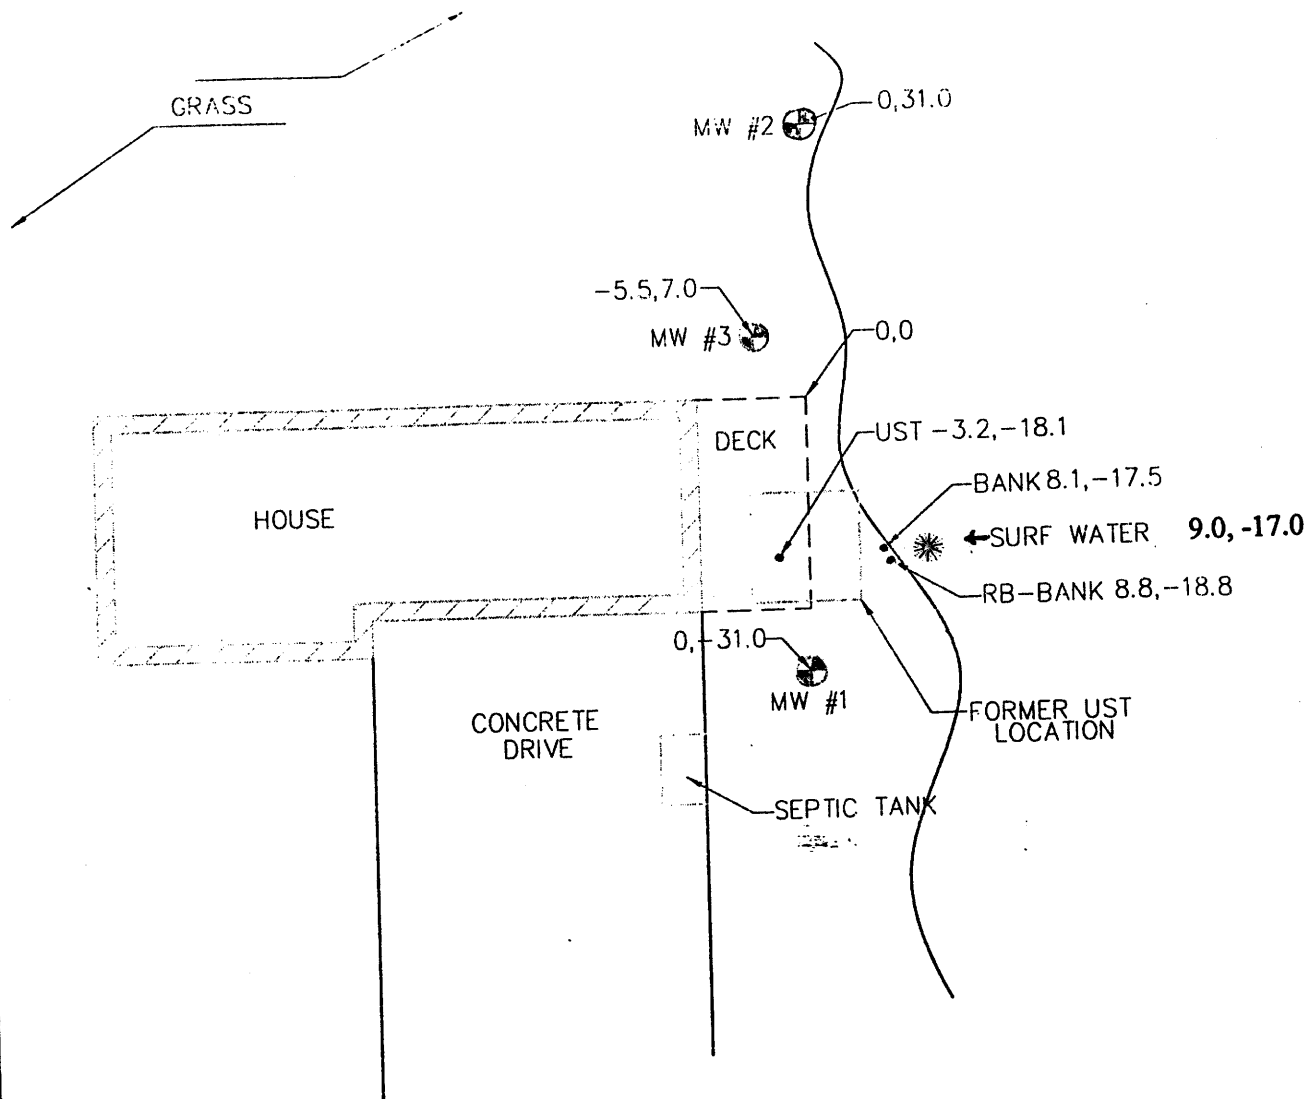 GRASS
0,31.0
MW #2
-5.5,7.0
MW #3
0,0
DECK
UST -3.2,-18.1
BANK 8.1,-17.5
HOUSE
SURF WATER 9.0, -17.0
RB-BANK 8.8,-18.8
0,-31.0
MW #1
FORMER UST
LOCATION
CONCRETE
DRIVE
SEPTIC TANK